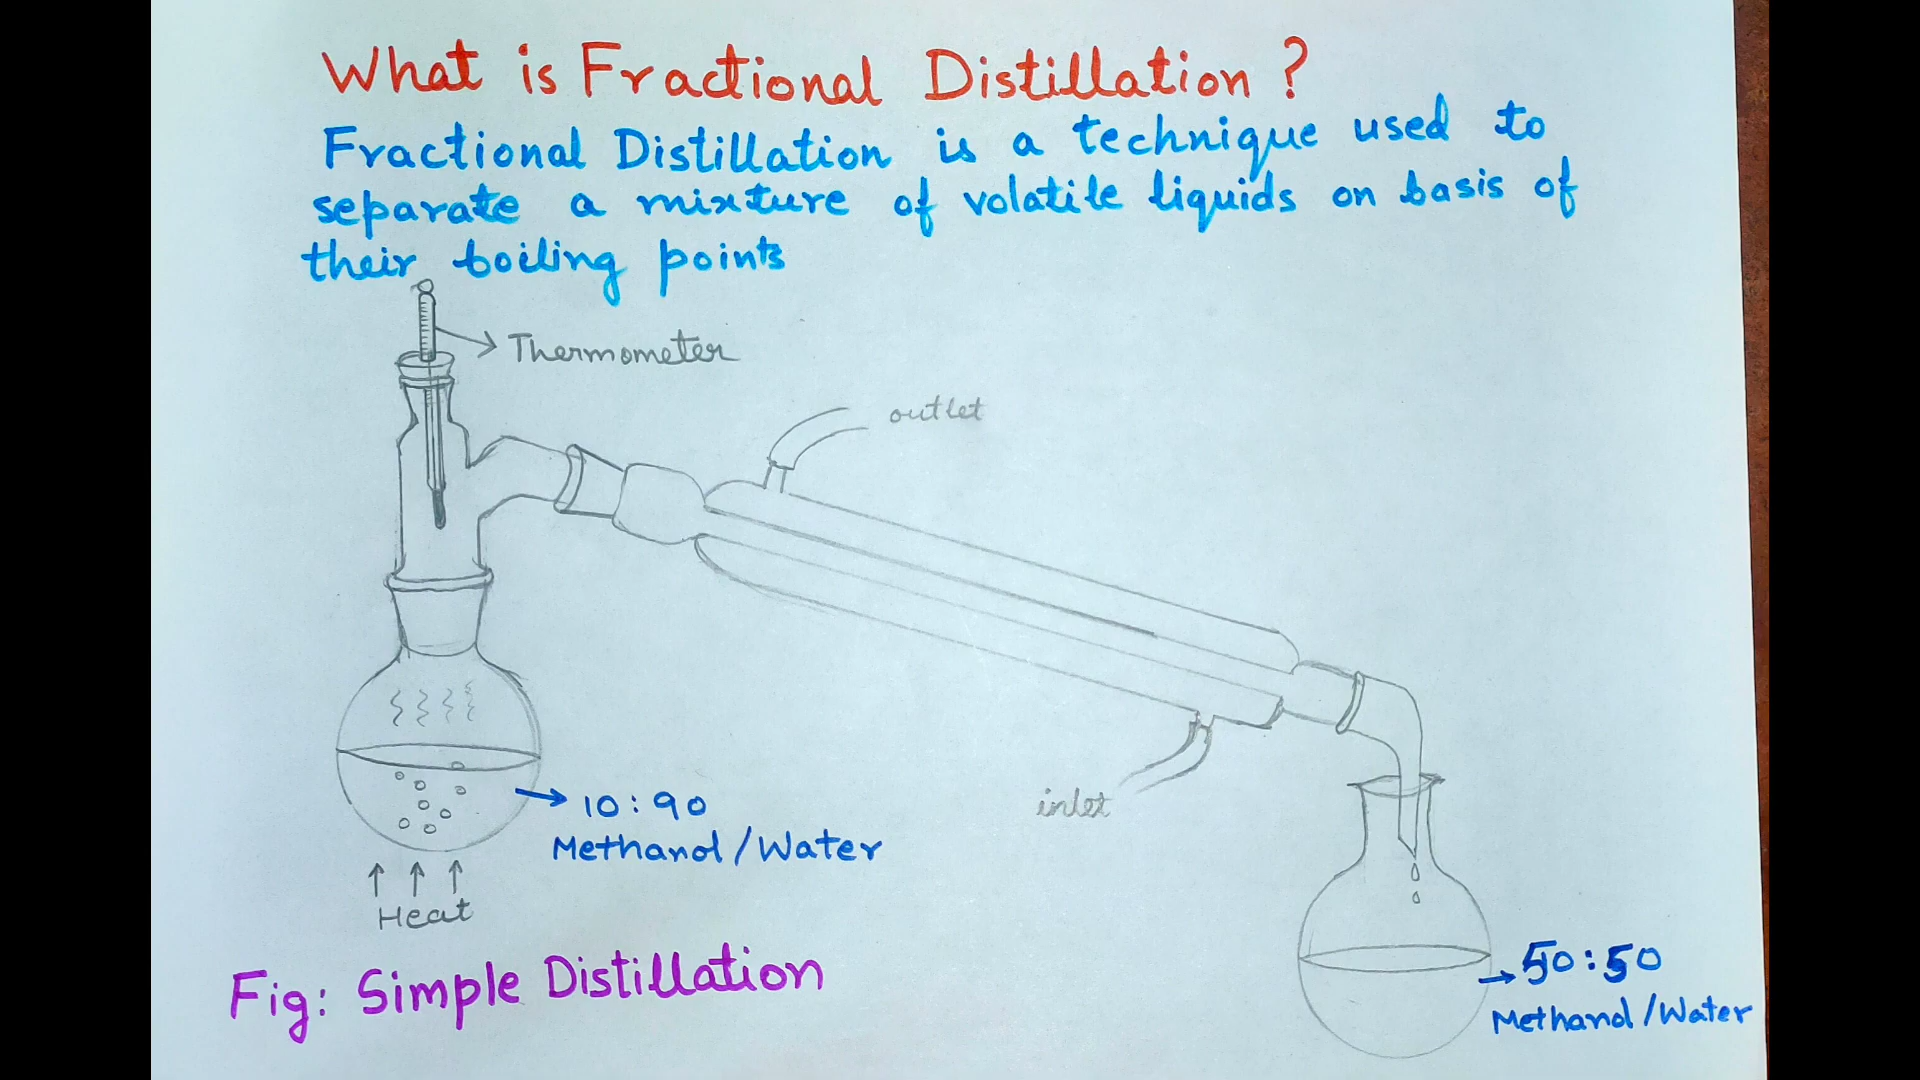 What is Fractional Distillation ?
Fractional Distillation is a technique used to
separate a mixture of volatile liquids on basis of
their boiling points
Thermometer
outlet
inlet
10:90
Methanol/Water
Heat
50:50
Methanol/Water
Fig: Simple Distillation